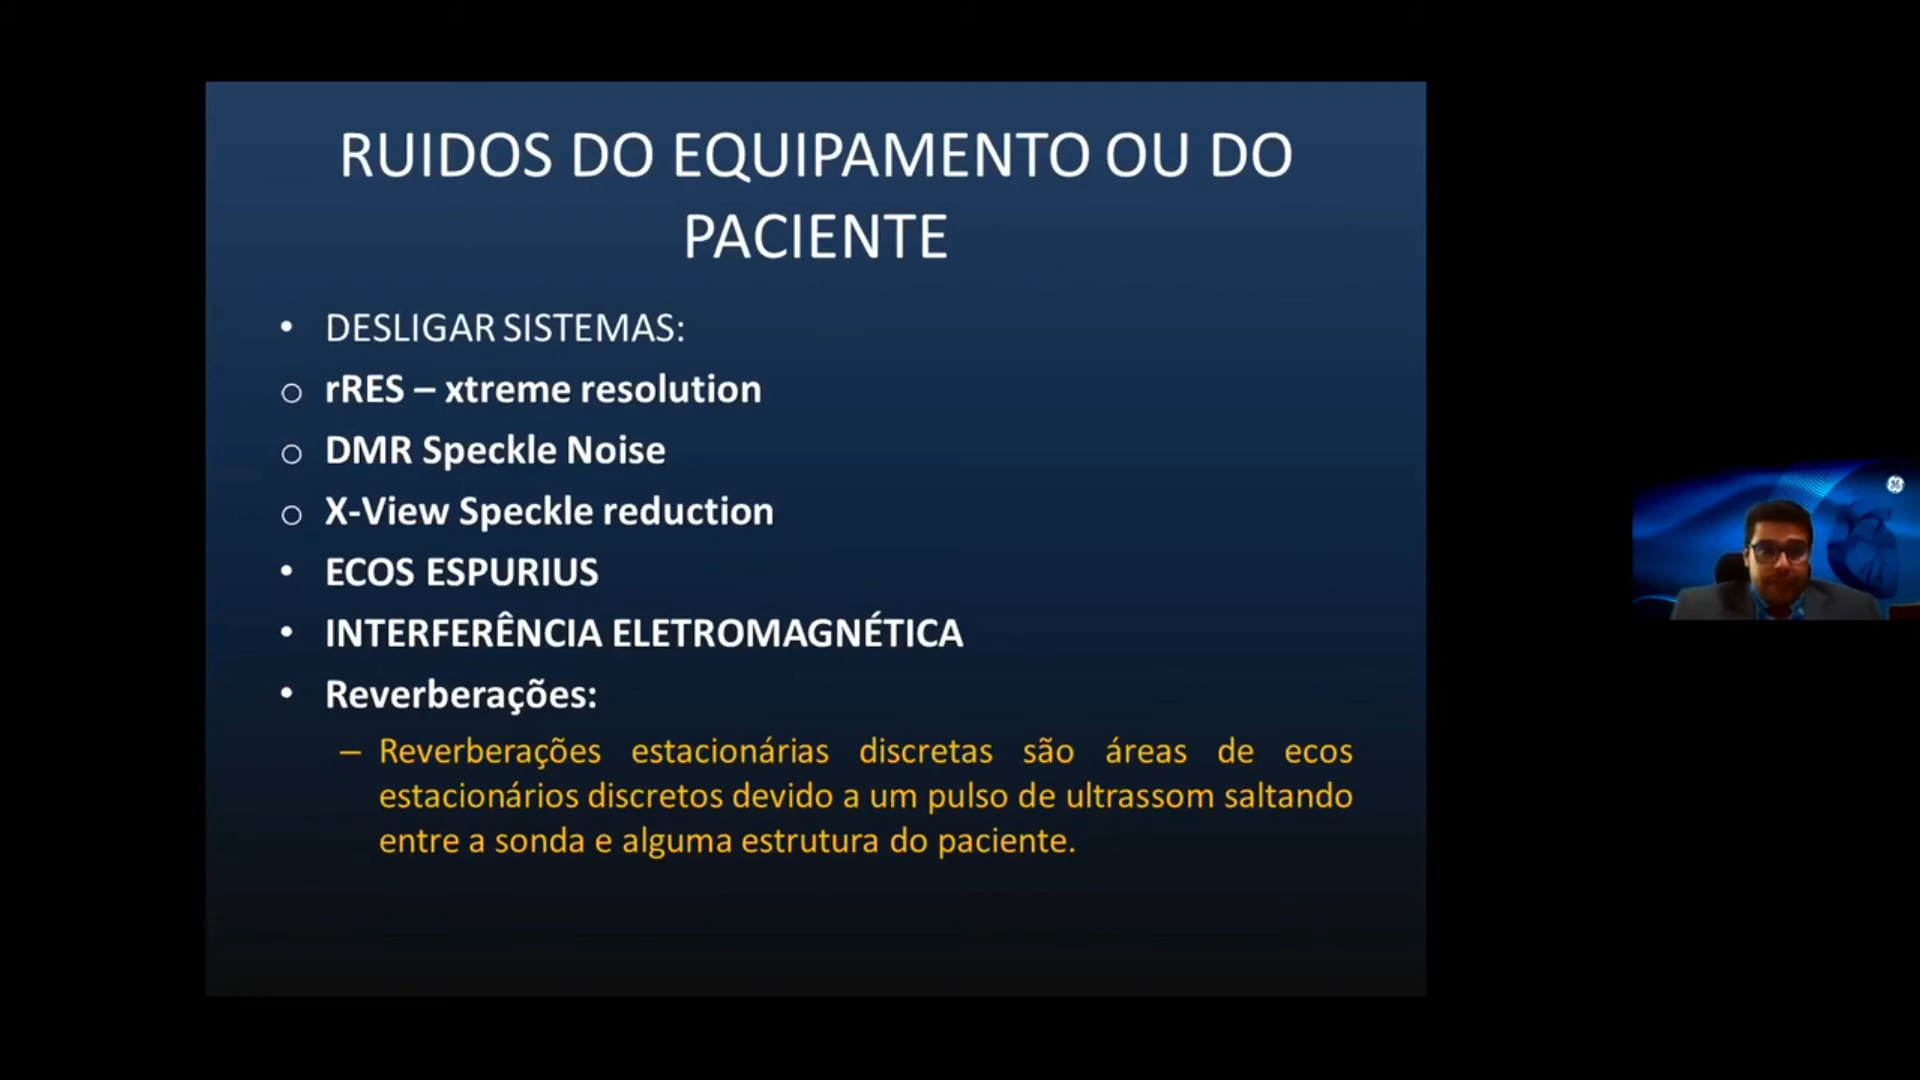 RUIDOS DO EQUIPAMENTO OU DO
PACIENTE
• DESLIGAR SISTEMAS:
o rRES – xtreme resolution
o DMR Speckle Noise
o X-View Speckle reduction
• ECOS ESPURIUS
• INTERFERÊNCIA ELETROMAGNÉTICA
• Reverberações:
– Reverberações estacionárias discretas são áreas de ecos
estacionários discretos devido a um pulso de ultrassom saltando
entre a sonda e alguma estrutura do paciente.